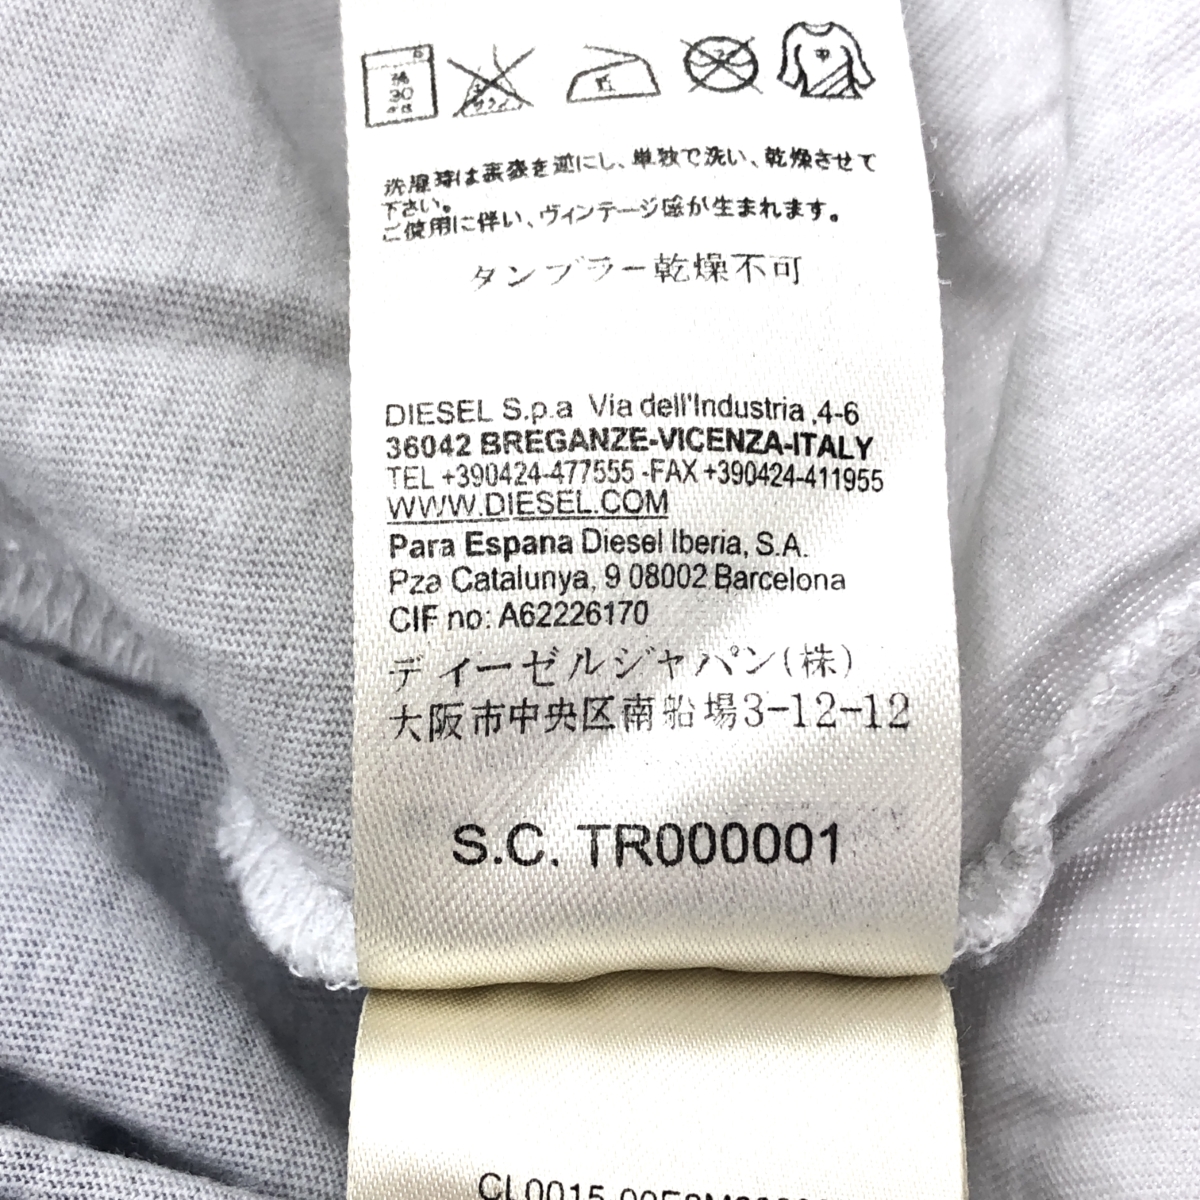 30
中
洗濯時は表裏を逆にし、単独で洗い、乾燥させて
下さい。
ご使用に伴い、ヴィンテージ感が生まれます。
タンブラー乾燥不可
DIESEL S.p.a Via dell'Industria ,4-6
36042 BREGANZE-VICENZA-ITALY
TEL +390424-477555 -FAX +390424-411955
WWW.DIESEL.COM
Para Espana Diesel Iberia, S.A.
Pza Catalunya, 9 08002 Barcelona
CIF no: A62226170
ディーゼルジャパン(株)
大阪市中央区南船場3-12-12
S.C. TR000001
CL0015